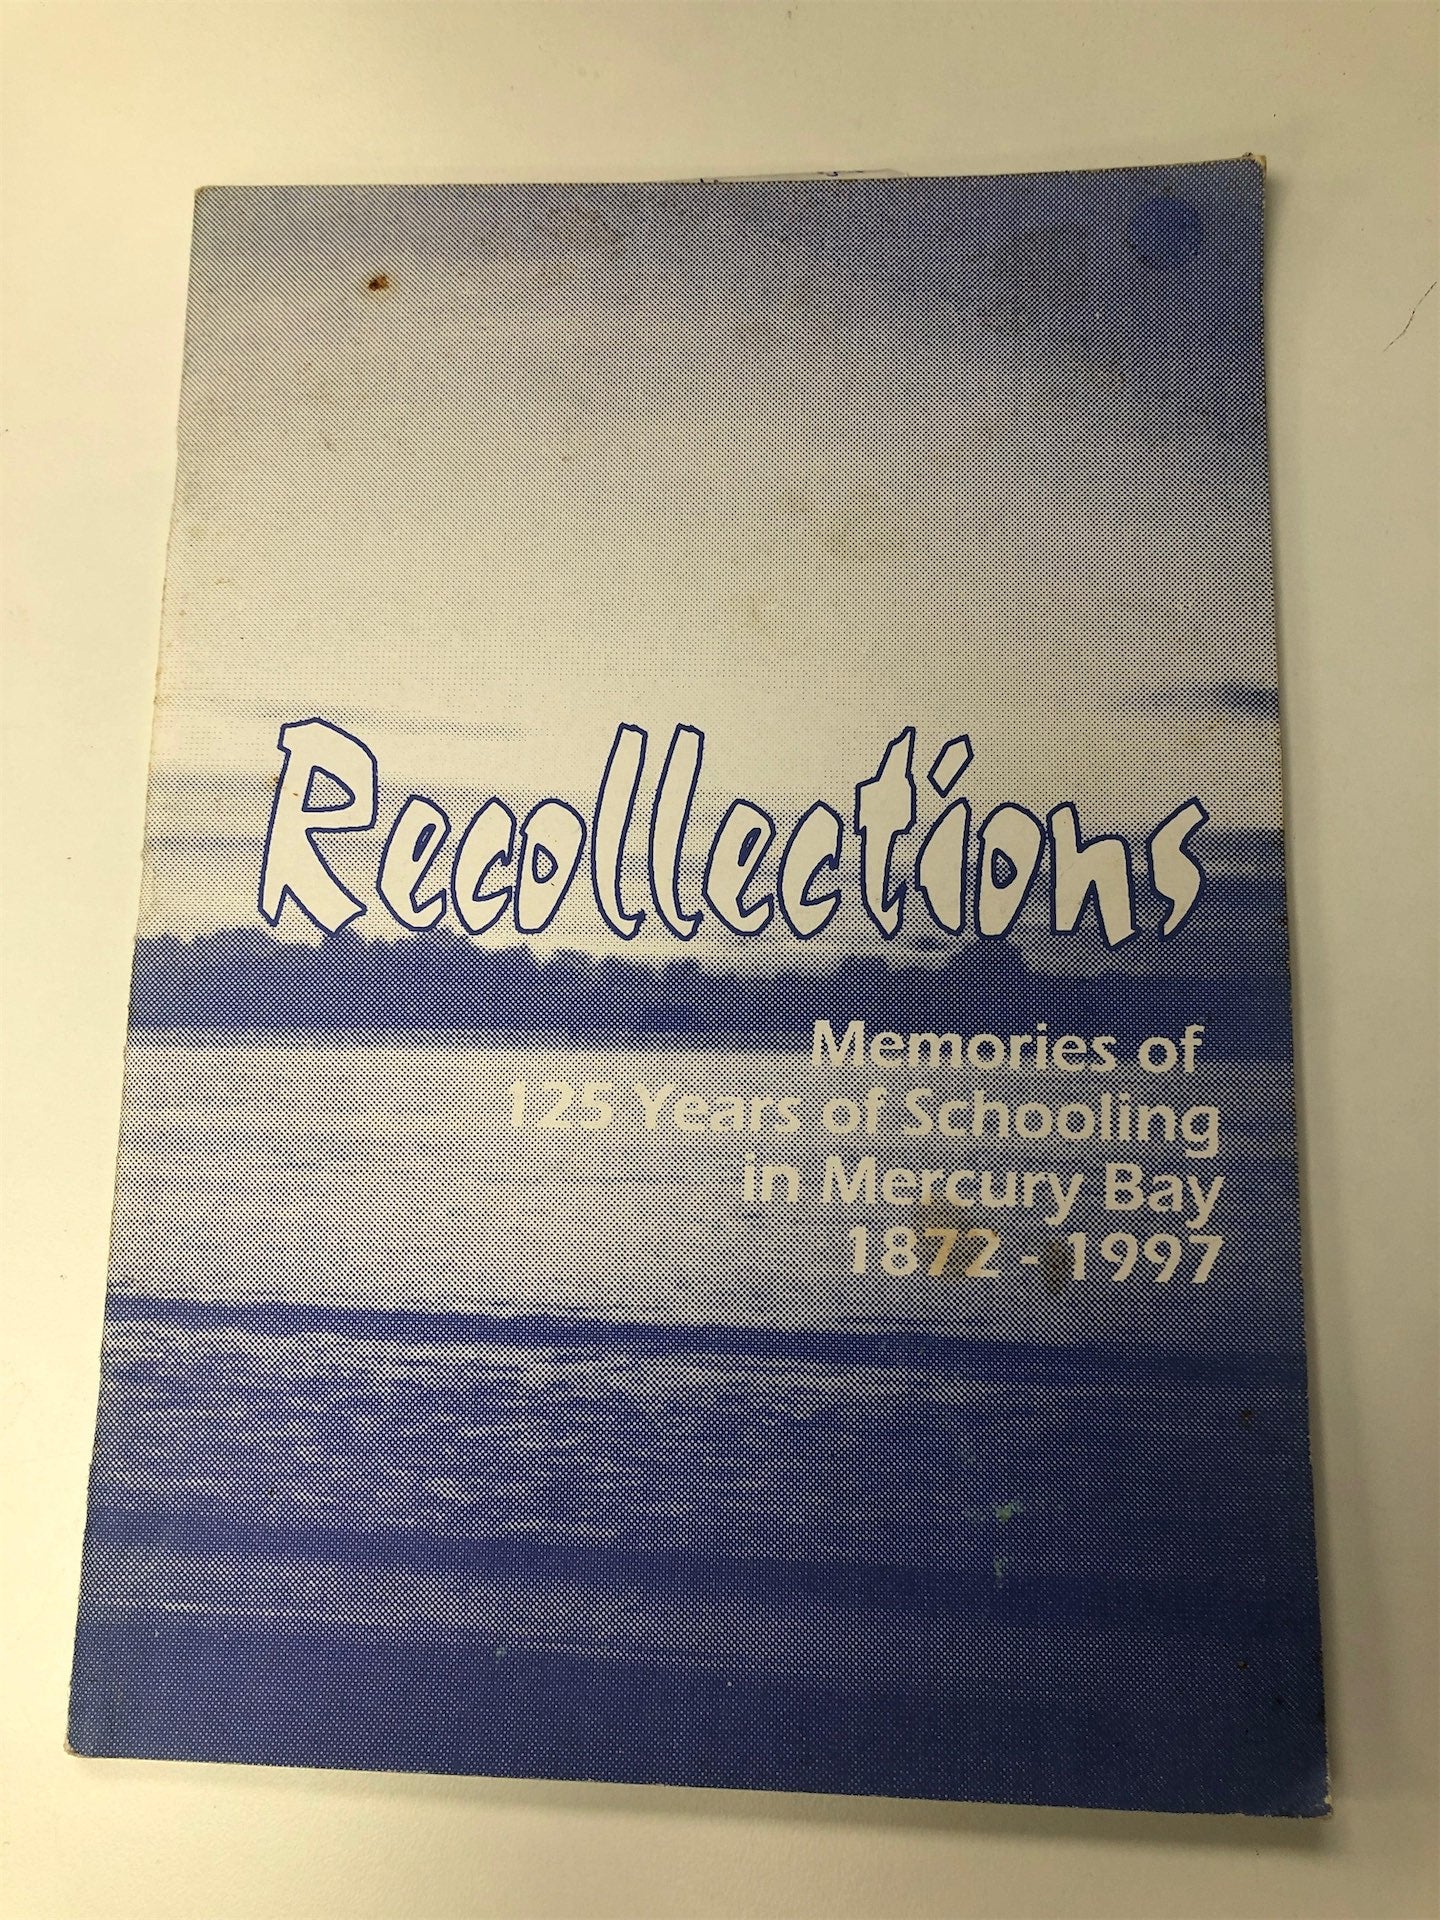 Recollections
Memories of
125 Years of Schooling
in Mercury Bay
1872 - 1997